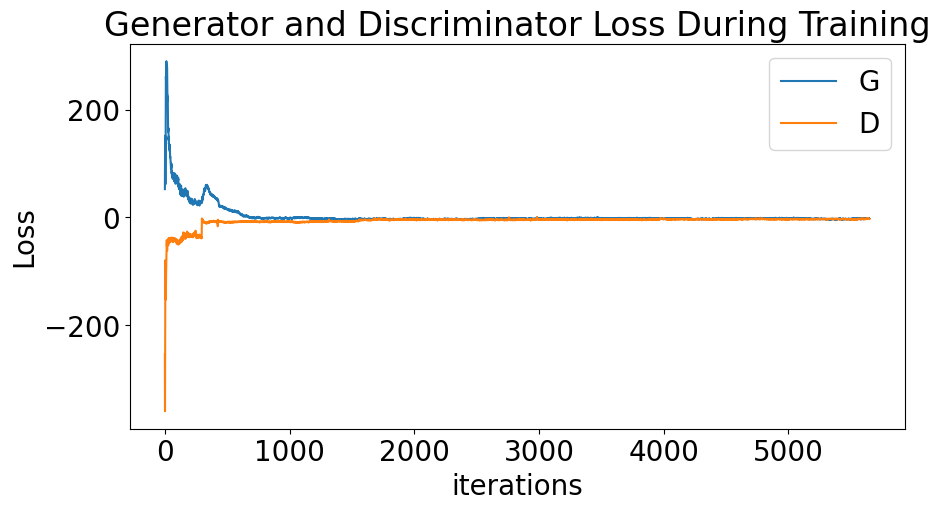 Generator and Discriminator Loss During Training
G
D
200
0
−200
Loss
0 1000 2000 3000 4000 5000
iterations